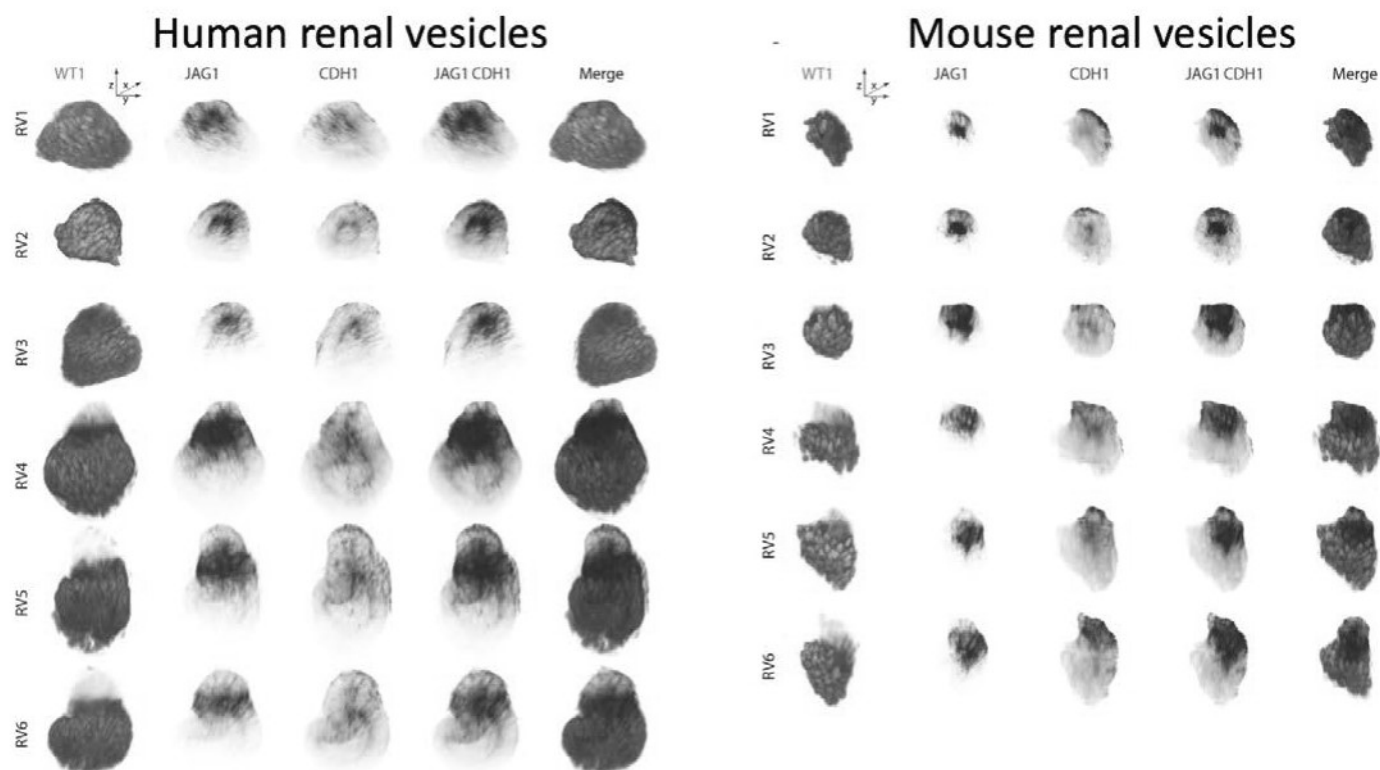 Human renal vesicles
WT1 z x y JAG1 CDH1 JAG1 CDH1 Merge
RV1
RV2
RV3
RV4
RV5
RV6
Mouse renal vesicles
WT1 z x y JAG1 CDH1 JAG1 CDH1 Merge
RV1
RV2
RV3
RV4
RV5
RV6